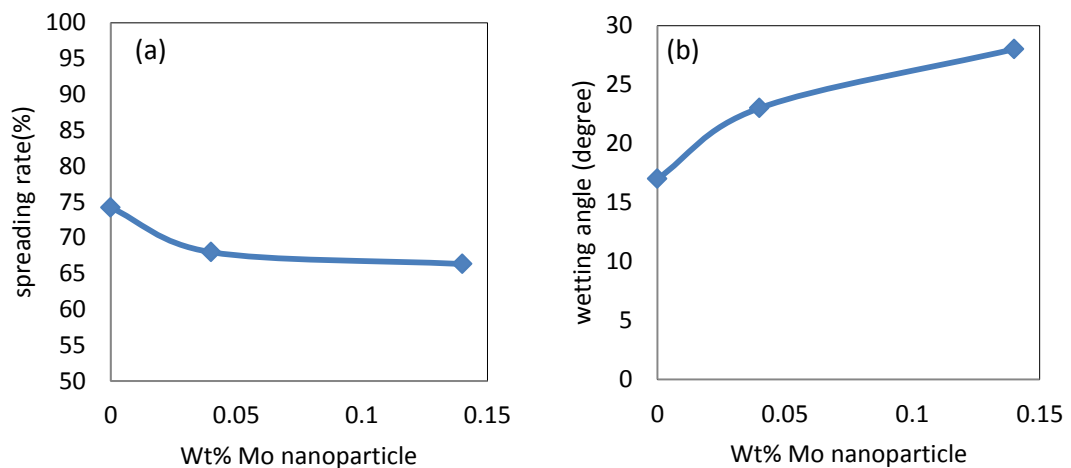 (a)
100
95
90
85
80
75
70
65
60
55
50
spreading rate(%)
0 0.05 0.1 0.15
Wt% Mo nanoparticle
(b)
30
25
20
15
10
5
0
wetting angle (degree)
0 0.05 0.1 0.15
Wt% Mo nanoparticle